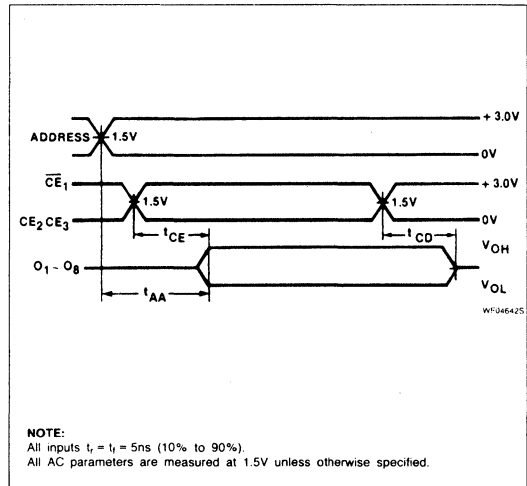 + 3.0V
ADDRESS 1.5V
0V
CE1 + 3.0V
1.5V 1.5V
CE2 CE3 0V
tCE tCD
VOH
O1 - O8
VOL
tAA
WF04642S
NOTE:
All inputs tr = tf = 5ns (10% to 90%).
All AC parameters are measured at 1.5V unless otherwise specified.